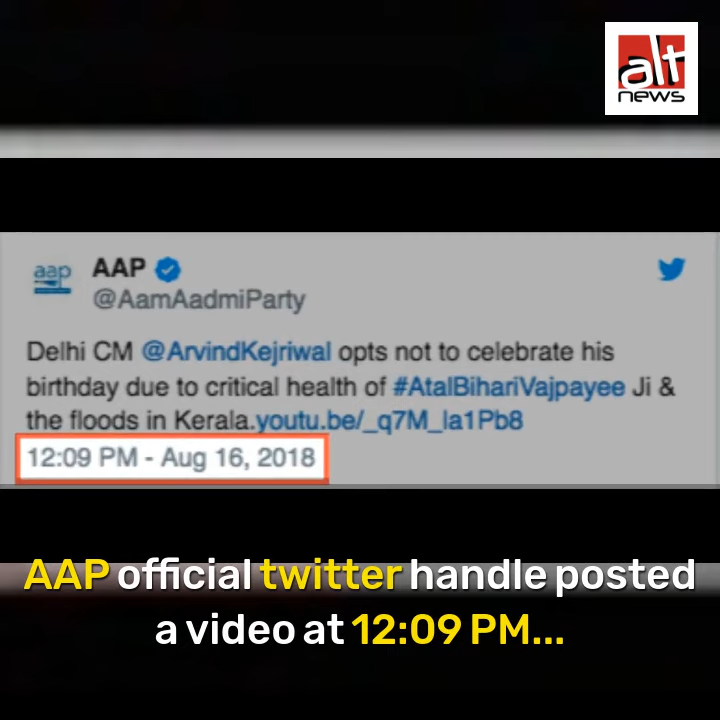 alt
news
aap
AAP
@AamAadmiParty
Delhi CM @ArvindKejriwal opts not to celebrate his
birthday due to critical health of #AtalBihariVajpayee Ji &
the floods in Kerala.youtu.be/_q7M_la1Pb8
12:09 PM - Aug 16, 2018
AAP official twitter handle posted
a video at 12:09 PM...